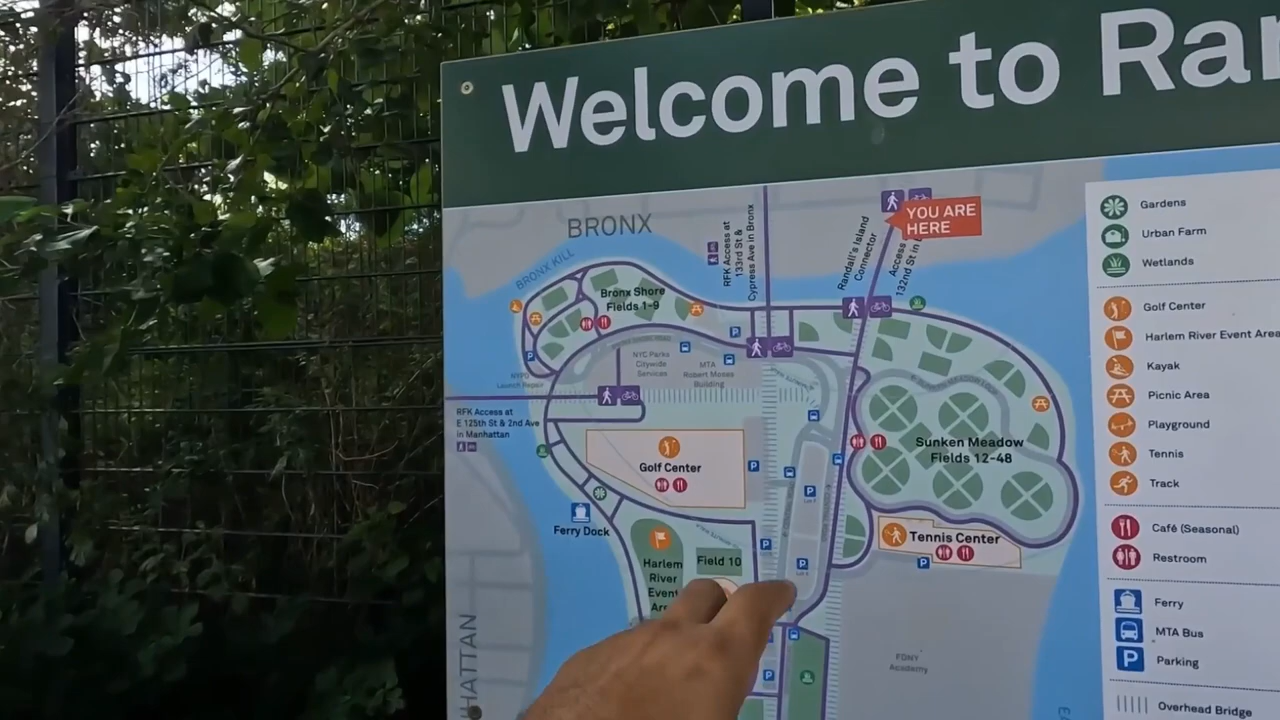 Welcome to Ra
BRONX
BRONX KILL
RFK Access at
133rd St &
Cypress Ave in Bronx
Randall's Island
Connector
Access
132nd St in
YOU ARE
HERE
Bronx Shore
Fields 1-9
NYC Parks
Citywide
Services
MTA
Robert Moses
Building
NYPD
Launch Repair
RFK Access at
E 125th St & 2nd Ave
in Manhattan
Golf Center
Sunken Meadow
Fields 12-48
Ferry Dock
Tennis Center
Harlem
River
Event
Field 10
FDNY
Academy
HATTAN
P
P
P
P
P
P
P
P
P
Gardens
Urban Farm
Wetlands
Golf Center
Harlem River Event Area
Kayak
Picnic Area
Playground
Tennis
Track
Café (Seasonal)
Restroom
Ferry
MTA Bus
P Parking
Overhead Bridge